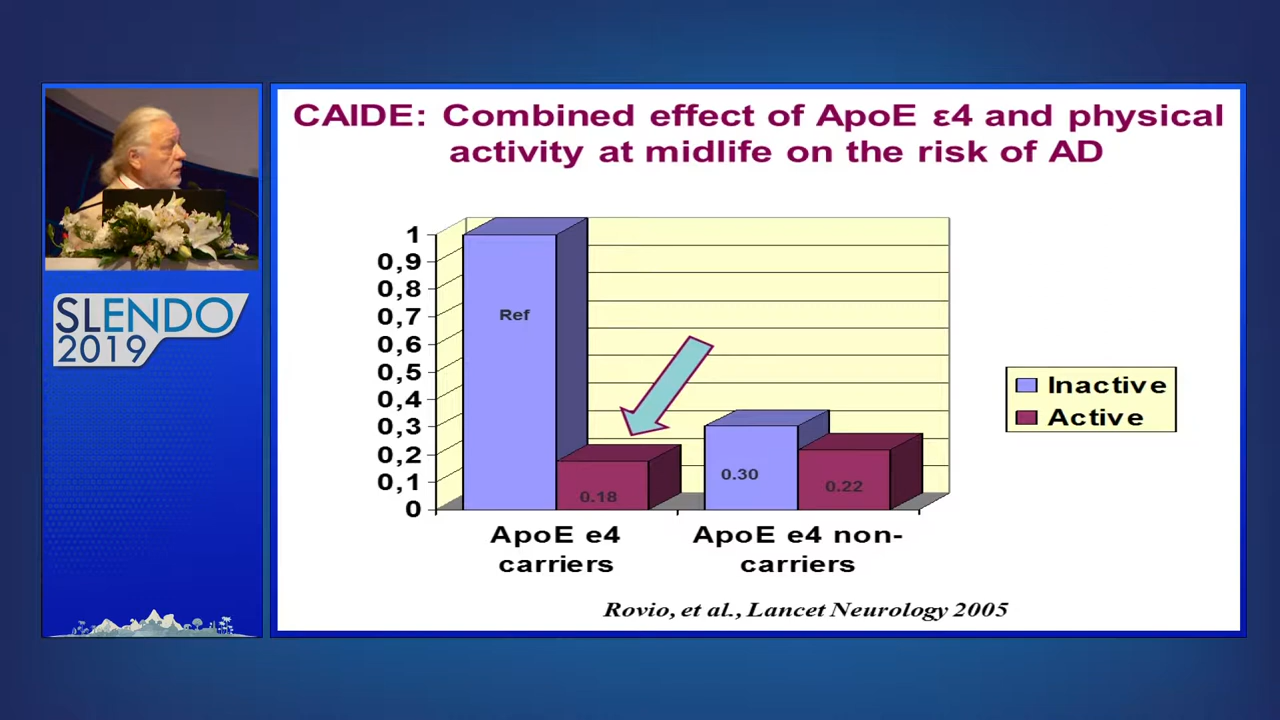 CAIDE: Combined effect of ApoE ε4 and physical
activity at midlife on the risk of AD
SLENDO
2019
1
0,9
0,8
0,7
0,6
0,5
0,4
0,3
0,2
0,1
0
Ref
0.18
0.30
0.22
Inactive
Active
ApoE e4
carriers
ApoE e4 non-
carriers
Rovio, et al., Lancet Neurology 2005